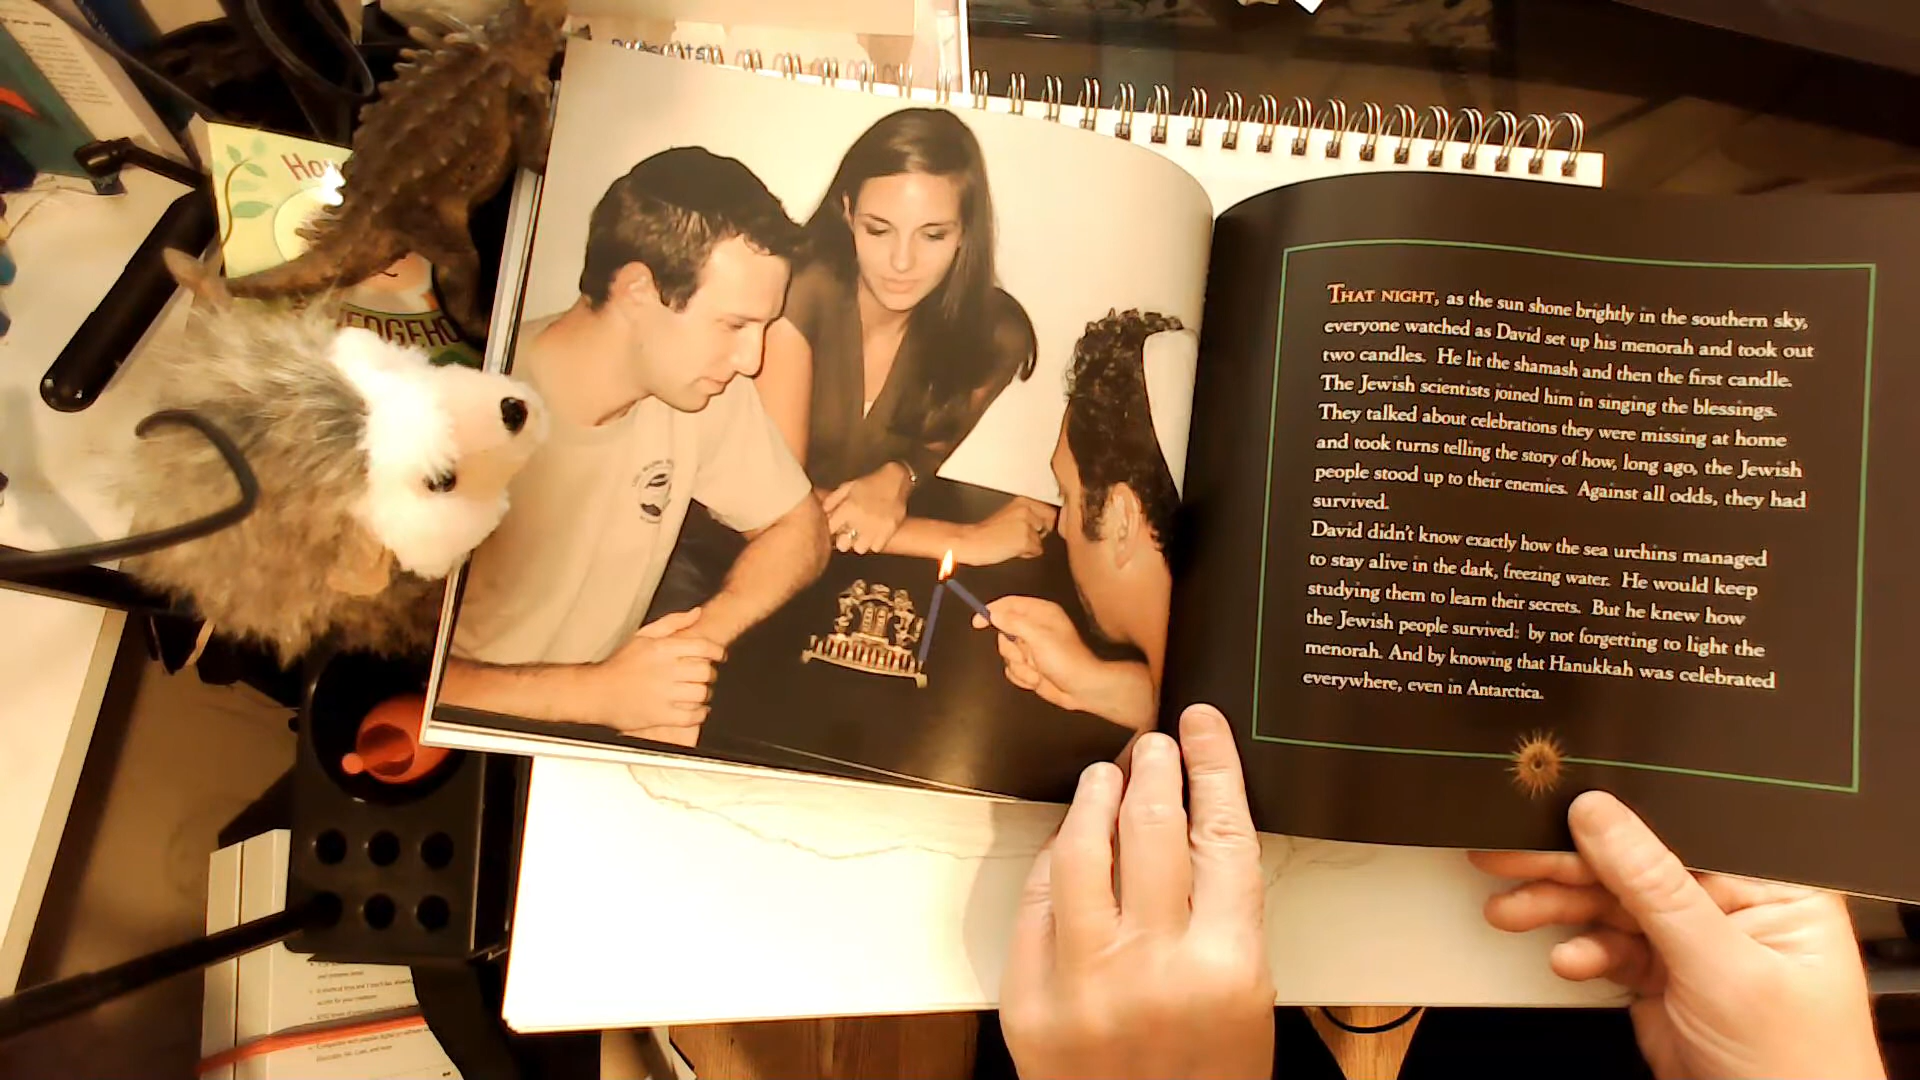 THAT NIGHT, as the sun shone brightly in the southern sky,
everyone watched as David set up his menorah and took out
two candles. He lit the shamash and then the first candle.
The Jewish scientists joined him in singing the blessings.
They talked about celebrations they were missing at home
and took turns telling the story of how, long ago, the Jewish
people stood up to their enemies. Against all odds, they had
survived.
David didn't know exactly how the sea urchins managed
to stay alive in the dark, freezing water. He would keep
studying them to learn their secrets. But he knew how
the Jewish people survived: by not forgetting to light the
menorah. And by knowing that Hanukkah was celebrated
everywhere, even in Antarctica.